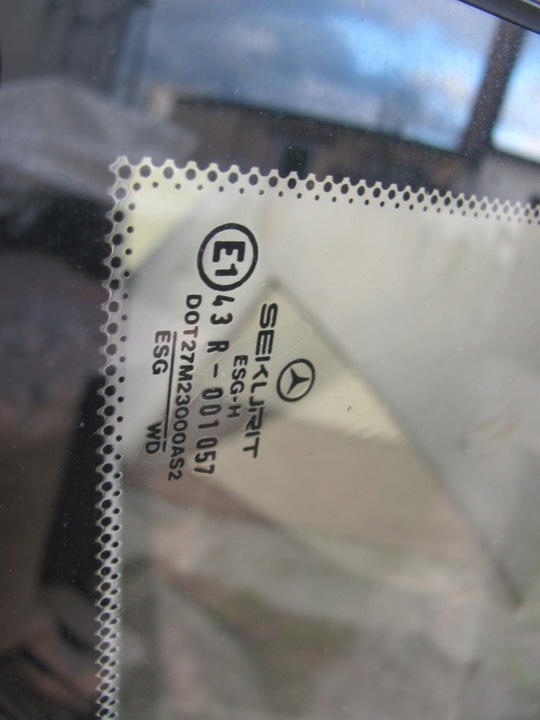 SEKURIT
ESG-H
E1
43 R - 001057
DOT27M23000AS2
ESG WD